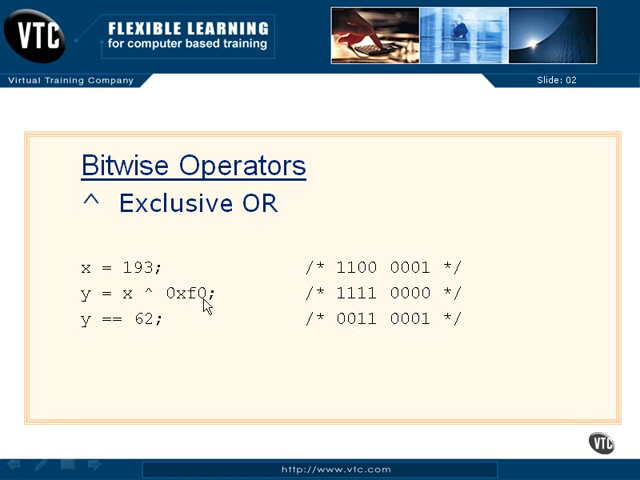 VTC
FLEXIBLE LEARNING
for computer based training
Virtual Training Company
Slide: 02
Bitwise Operators
^ Exclusive OR
x = 193; /* 1100 0001 */
y = x ^ 0xf0; /* 1111 0000 */
y == 62; /* 0011 0001 */
VTC
http://www.vtc.com